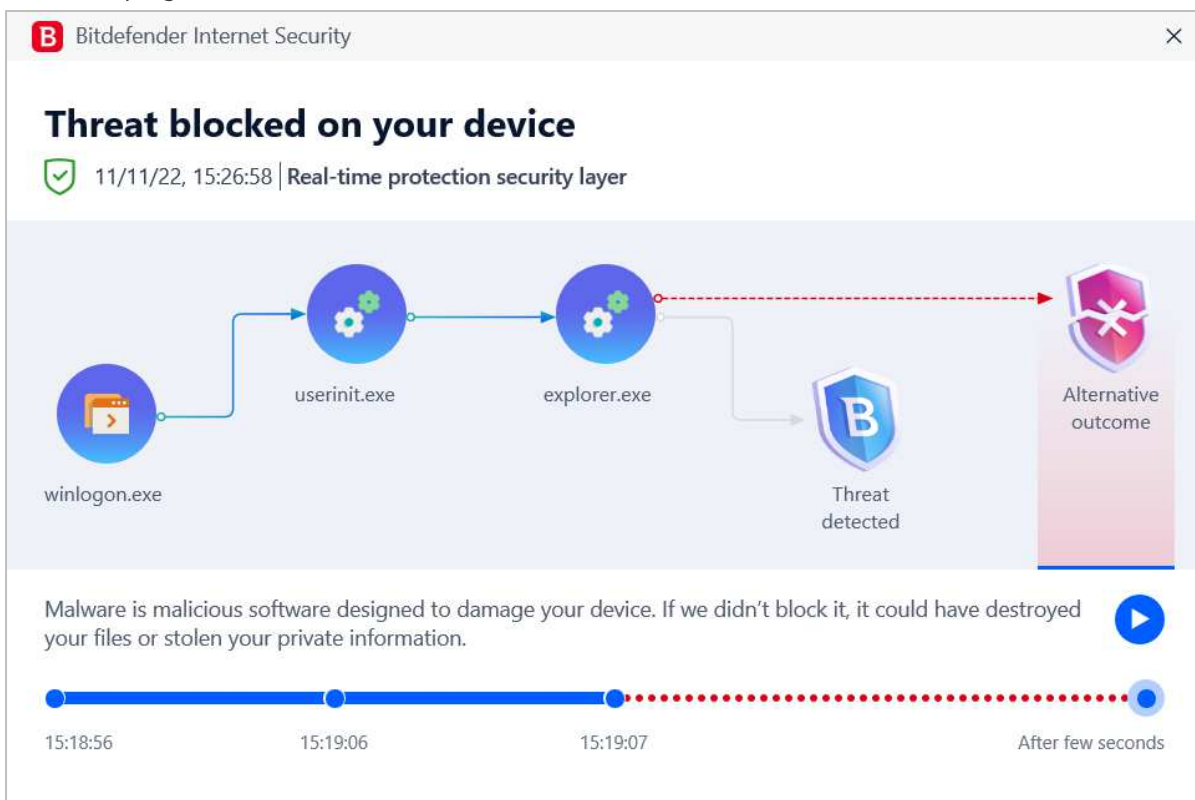 B Bitdefender Internet Security
Threat blocked on your device
11/11/22, 15:26:58 | Real-time protection security layer
userinit.exe
explorer.exe
Alternative
outcome
B
winlogon.exe
Threat
detected
Malware is malicious software designed to damage your device. If we didn’t block it, it could have destroyed
your files or stolen your private information.
15:18:56
15:19:06
15:19:07
After few seconds